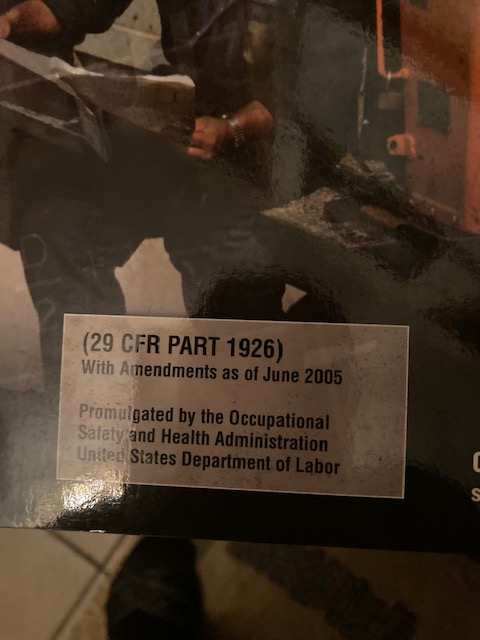 (29 CFR PART 1926)
With Amendments as of June 2005
Promulgated by the Occupational
Safety and Health Administration
United States Department of Labor